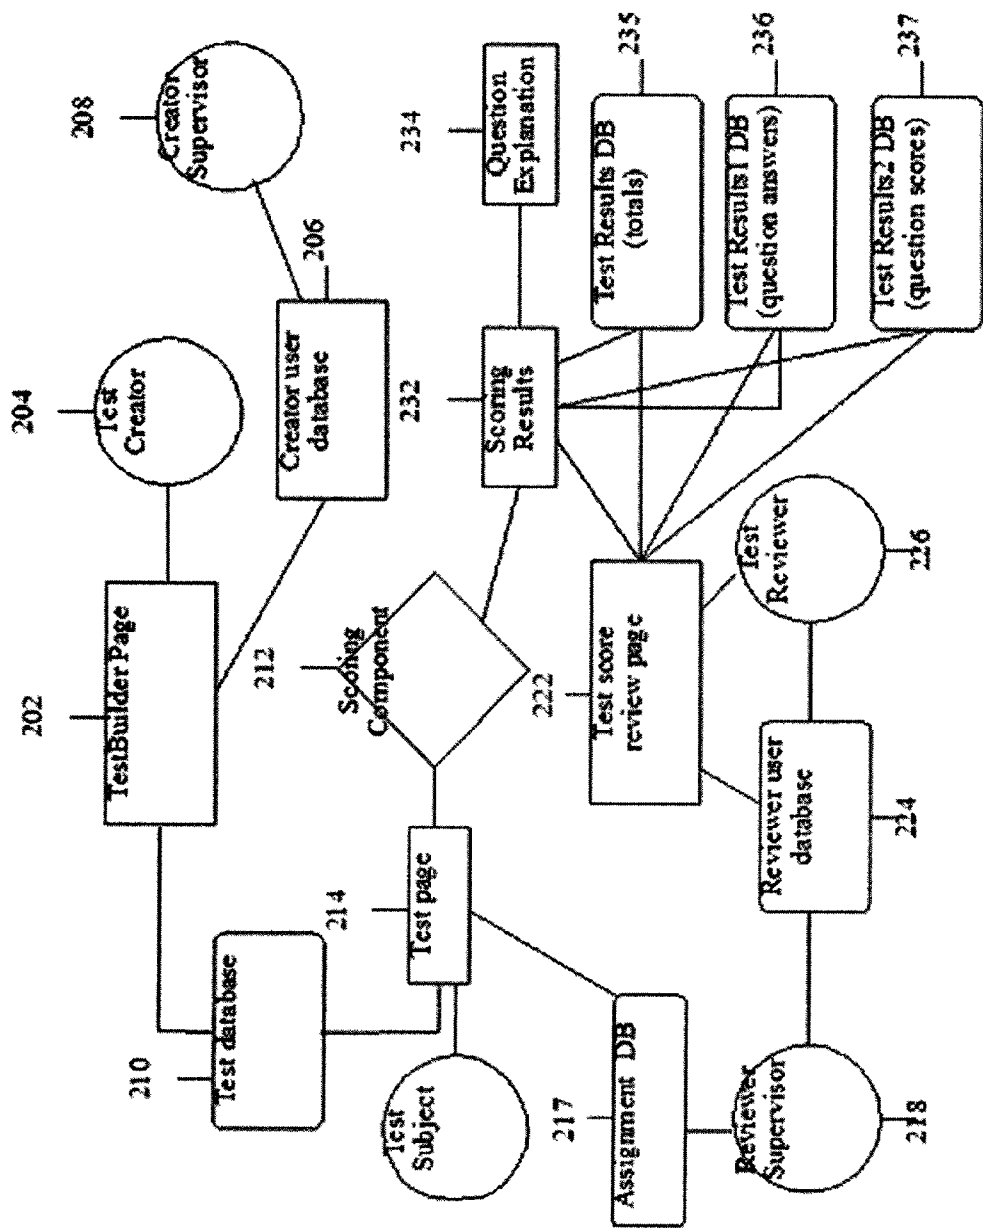 202
204
208
TestBuilder Page
Test
Creator
Creator
Supervisor
210
Test database
206
Creator user
database
212
Scoring
Component
214
Test page
232
Scoring
Results
234
Question
Explanation
Test
Subject
222
Test score
review page
235
Test Results DB
(totals)
217
Assignment DB
236
Test Results1 DB
(question answers)
Reviewer
Supervisor
218
Reviewer user
database
224
Test
Reviewer
226
237
Test Results2 DB
(question scores)